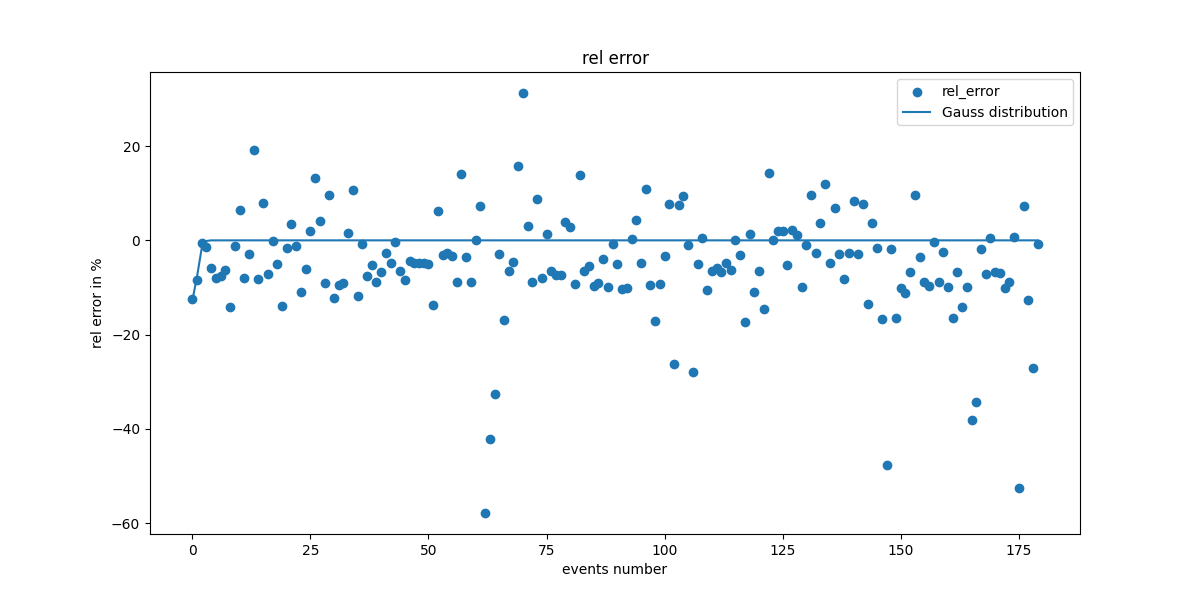 rel error
rel_error
Gauss distribution
rel error in %
20
0
−20
−40
−60
0
25
50
75
100
125
150
175
events number